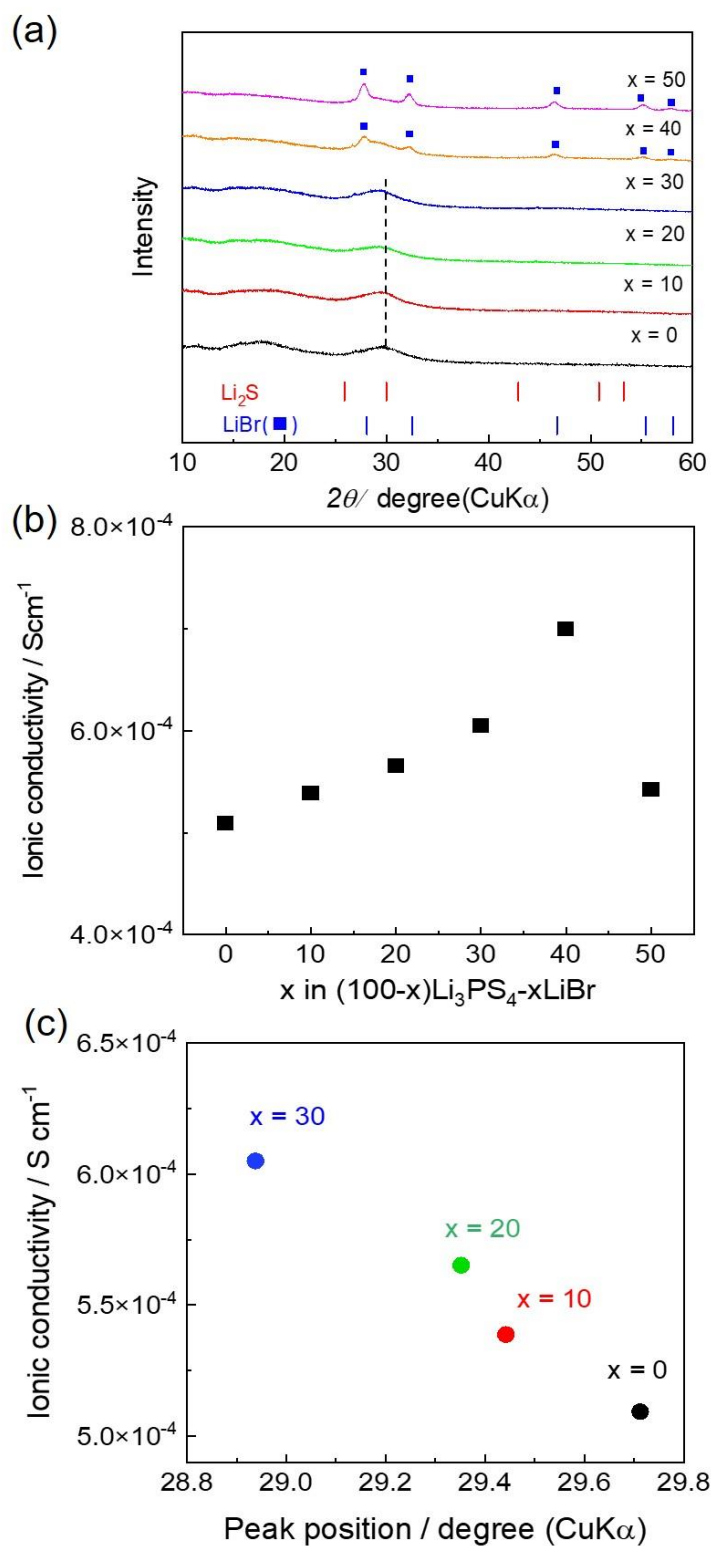 (a)
Intensity
x = 50
x = 40
x = 30
x = 20
x = 10
x = 0
Li₂S
LiBr(■)
10 20 30 40 50 60
2θ/ degree(CuKα)
(b)
Ionic conductivity / Scm⁻¹
8.0×10⁻⁴
6.0×10⁻⁴
4.0×10⁻⁴
0 10 20 30 40 50
x in (100-x)Li₃PS₄-xLiBr
(c)
Ionic conductivity / S cm⁻¹
6.5×10⁻⁴
6.0×10⁻⁴
5.5×10⁻⁴
5.0×10⁻⁴
x = 30
x = 20
x = 10
x = 0
28.8 29.0 29.2 29.4 29.6 29.8
Peak position / degree (CuKα)